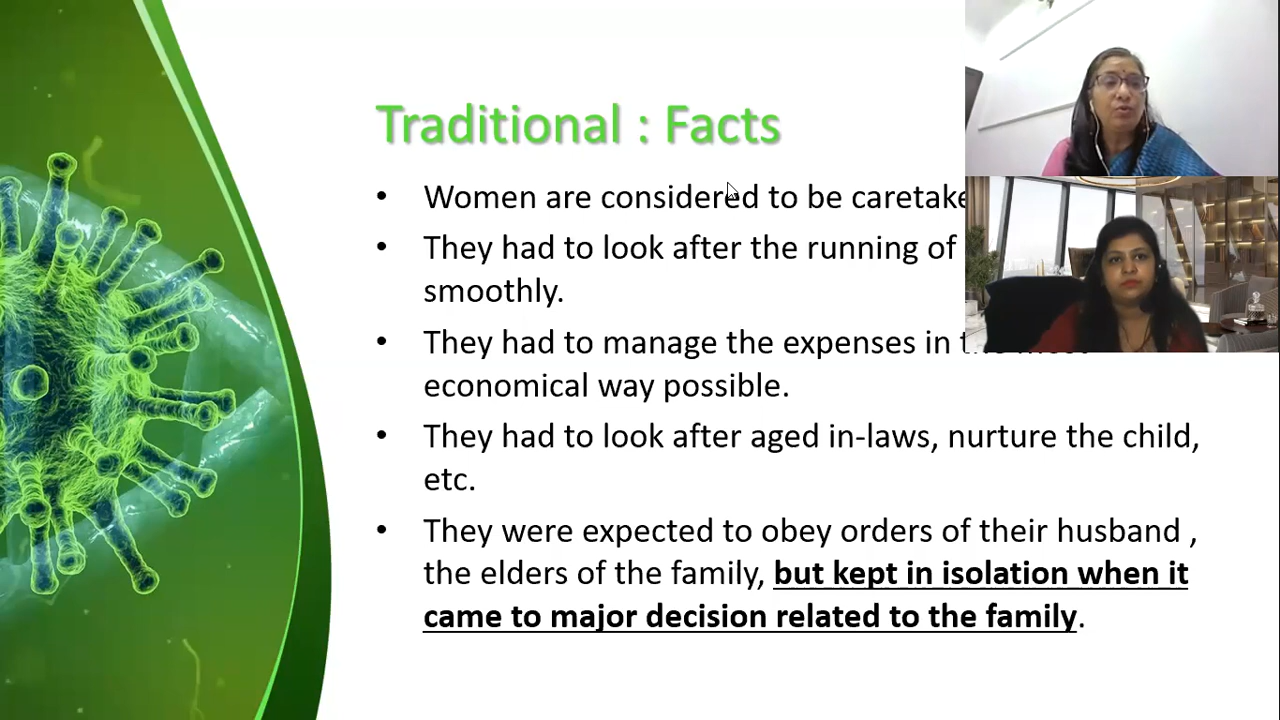 Traditional : Facts
• Women are considered to be
• They had to look after the running of
smoothly.
• They had to manage the expenses in
economical way possible.
• They had to look after aged in-laws, nurture the child,
etc.
• They were expected to obey orders of their husband ,
the elders of the family, but kept in isolation when it
came to major decision related to the family.